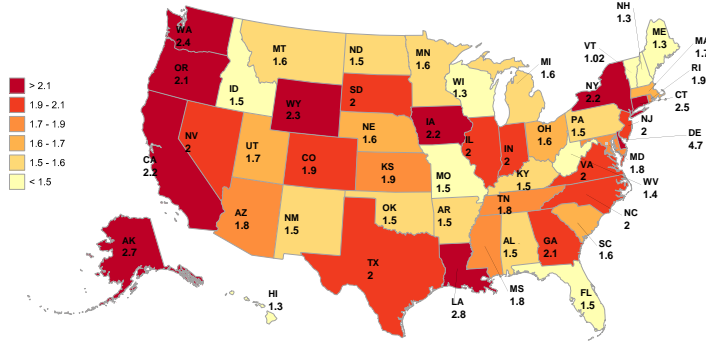 NH
1.3
WA
2.4
ME
1.3
VT
1.02
MA
1.7
MT
1.6
ND
1.5
MN
1.6
MI
1.6
RI
1.9
OR
2.1
ID
1.5
WI
1.3
NY
2.2
CT
2.5
> 2.1
1.9 - 2.1
1.7 - 1.9
1.6 - 1.7
1.5 - 1.6
< 1.5
WY
2.3
SD
2
IA
2.2
PA
1.5
NJ
2
NE
1.6
OH
1.6
DE
4.7
NV
2
UT
1.7
CO
1.9
IL
2
IN
2
MD
1.8
CA
2.2
KS
1.9
MO
1.5
KY
1.5
VA
2
WV
1.4
AZ
1.8
NM
1.5
OK
1.5
AR
1.5
TN
1.8
NC
2
AK
2.7
AL
1.5
GA
2.1
SC
1.6
TX
2
HI
1.3
LA
2.8
MS
1.8
FL
1.5